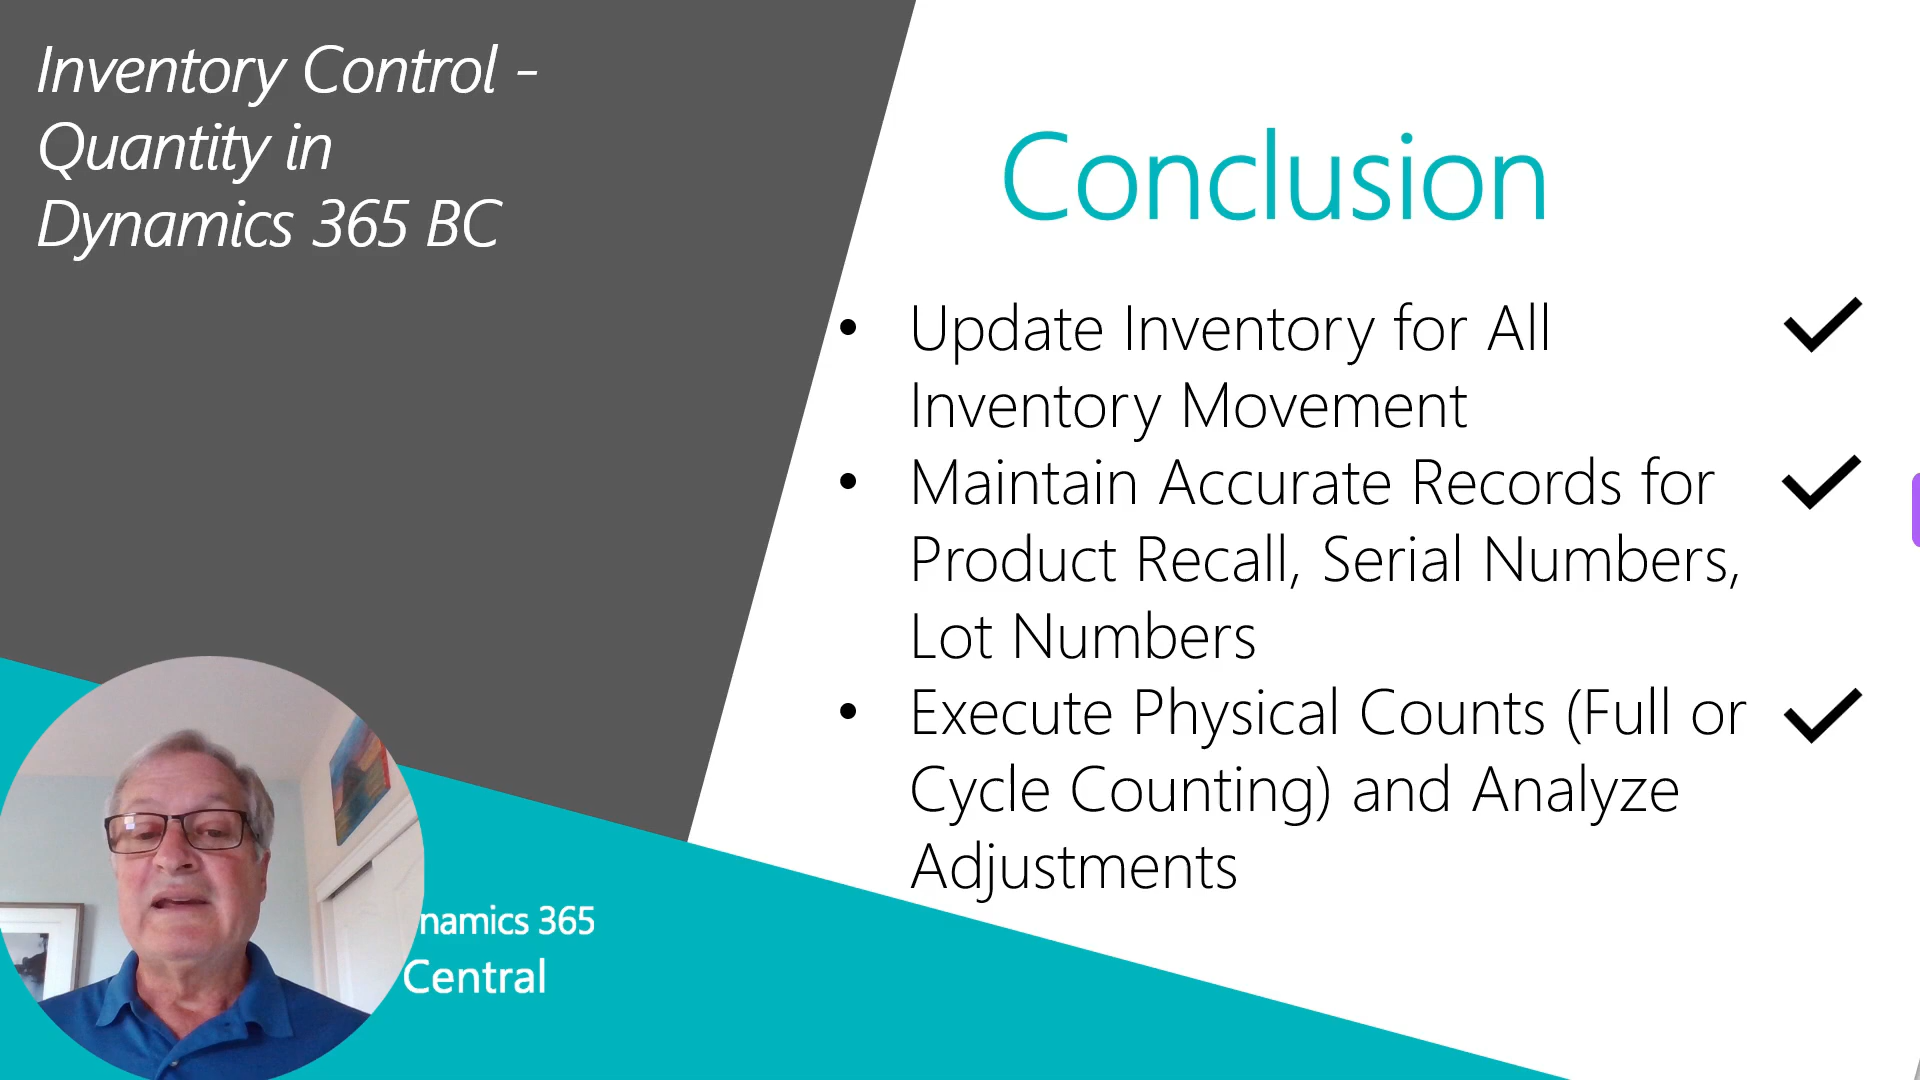 Inventory Control -
Quantity in
Dynamics 365 BC
Conclusion
• Update Inventory for All
Inventory Movement
• Maintain Accurate Records for
Product Recall, Serial Numbers,
Lot Numbers
• Execute Physical Counts (Full or
Cycle Counting) and Analyze
Adjustments
namics 365
Central